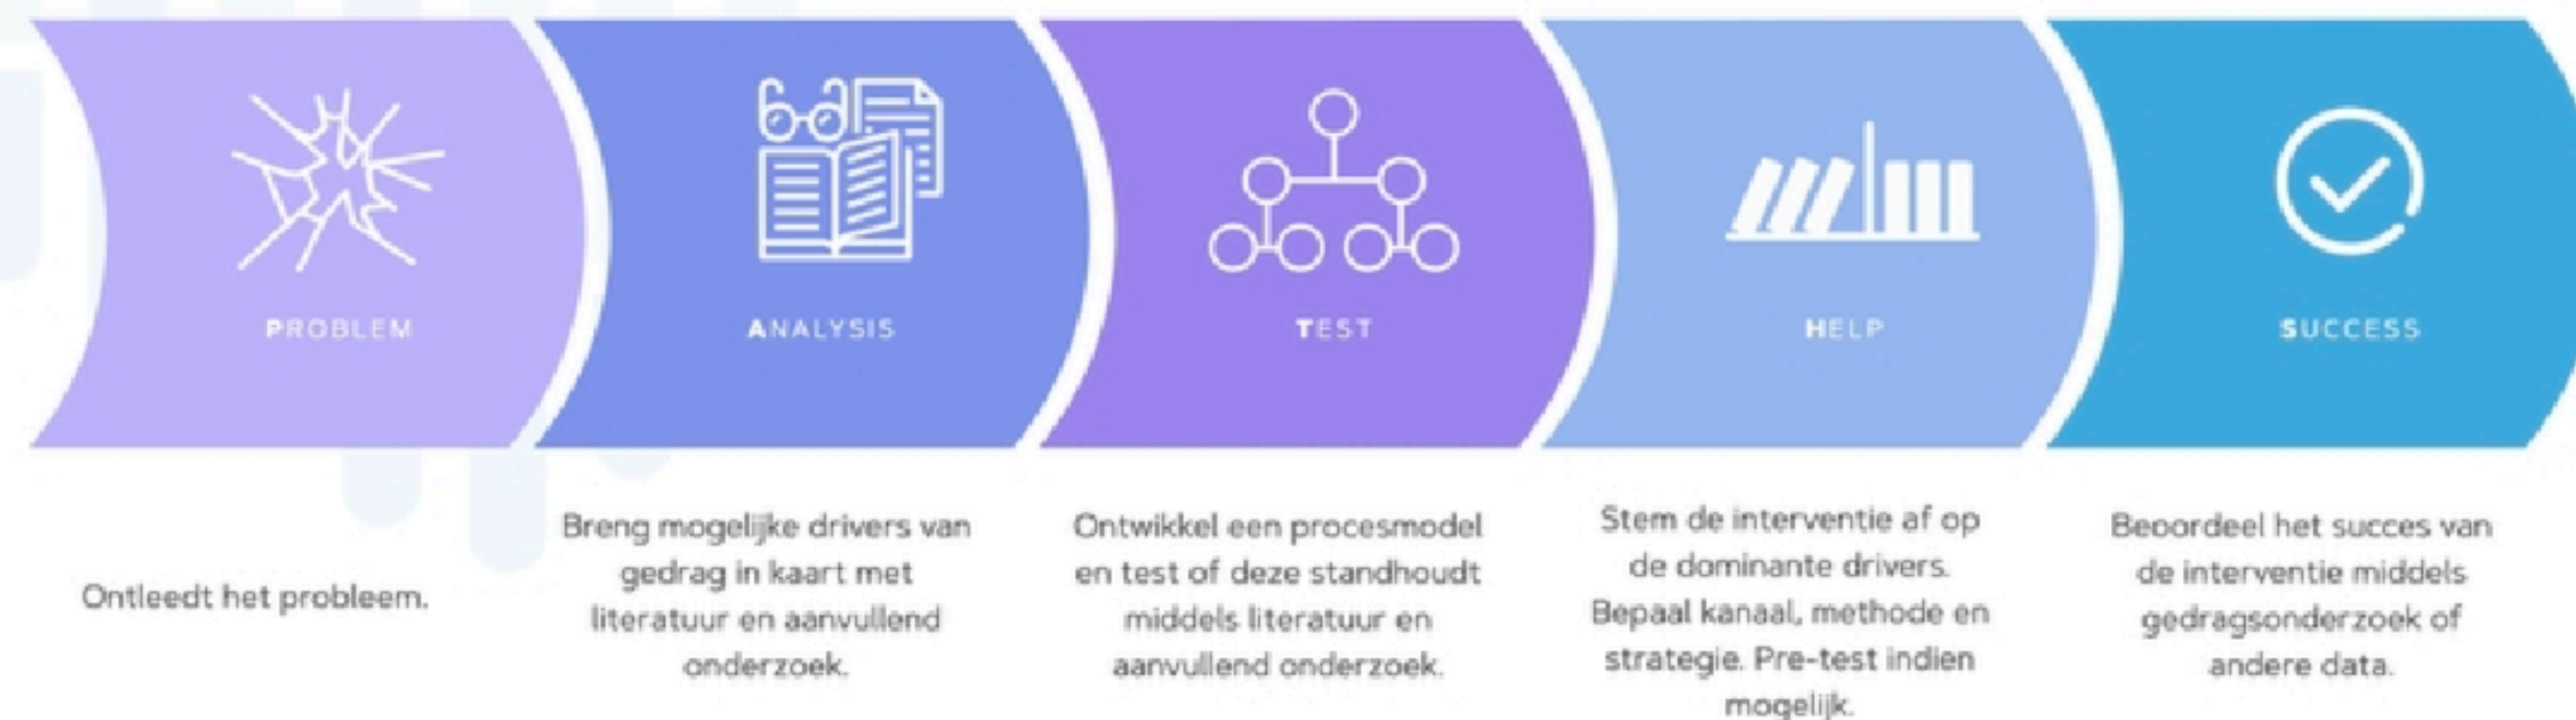 PROBLEM
Ontleedt het probleem.
ANALYSIS
Breng mogelijke drivers van
gedrag in kaart met
literatuur en aanvullend
onderzoek.
TEST
Ontwikkel een procesmodel
en test of deze standhoudt
middels literatuur en
aanvullend onderzoek.
HELP
Stem de interventie af op
de dominante drivers.
Bepaal kanaal, methode en
strategie. Pre-test indien
mogelijk.
SUCCESS
Beoordeel het succes van
de interventie middels
gedragsonderzoek of
andere data.